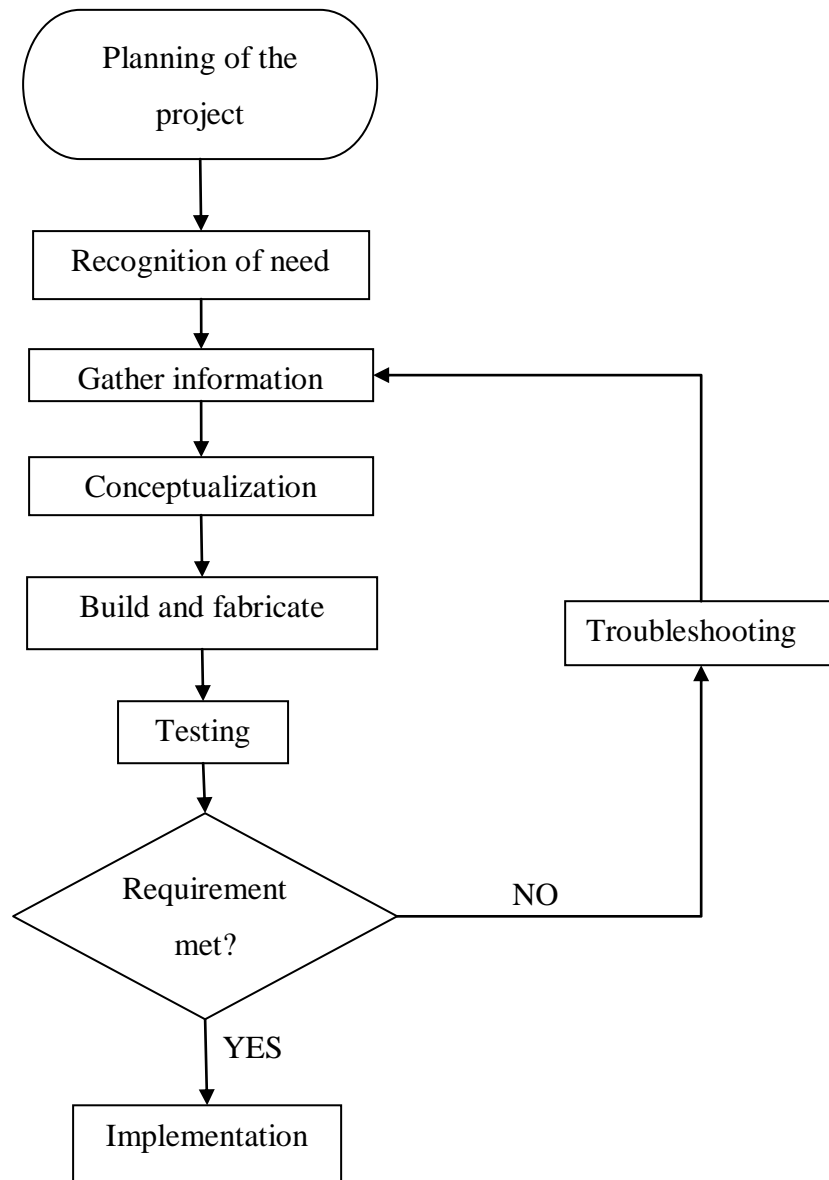 Planning of the
project
Recognition of need
Gather information
Conceptualization
Build and fabricate
Troubleshooting
Testing
Requirement
met?
NO
YES
Implementation